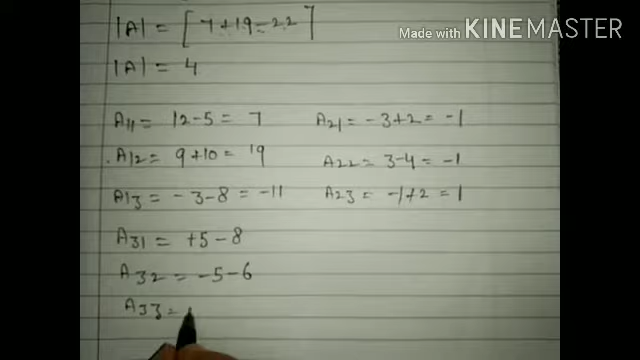 Made with KINEMASTER
|A| = [ 7 + 19 - 22 ]
|A| = 4
A11 = 12 - 5 = 7
A21 = - 3 + 2 = -1
A12 = 9 + 10 = 19
A22 = 3 - 4 = -1
A13 = - 3 - 8 = -11
A23 = -1 + 2 = 1
A31 = +5 - 8
A32 = -5 - 6
A33 =